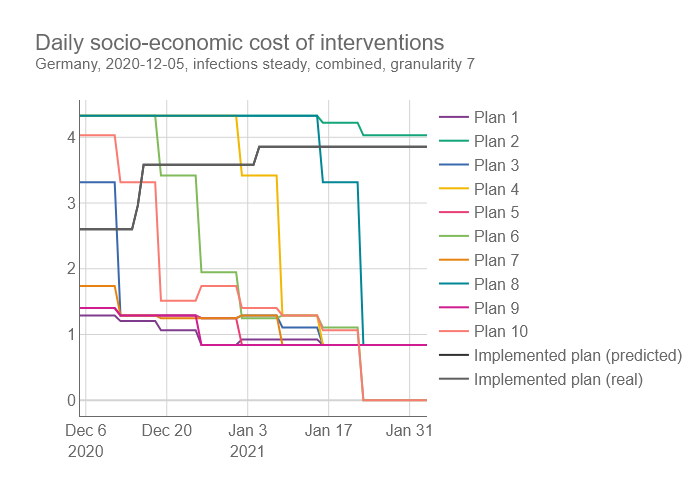 Daily socio-economic cost of interventions
Germany, 2020-12-05, infections steady, combined, granularity 7
4
3
2
1
0
Dec 6
2020
Dec 20
Jan 3
2021
Jan 17
Jan 31
Plan 1
Plan 2
Plan 3
Plan 4
Plan 5
Plan 6
Plan 7
Plan 8
Plan 9
Plan 10
Implemented plan (predicted)
Implemented plan (real)